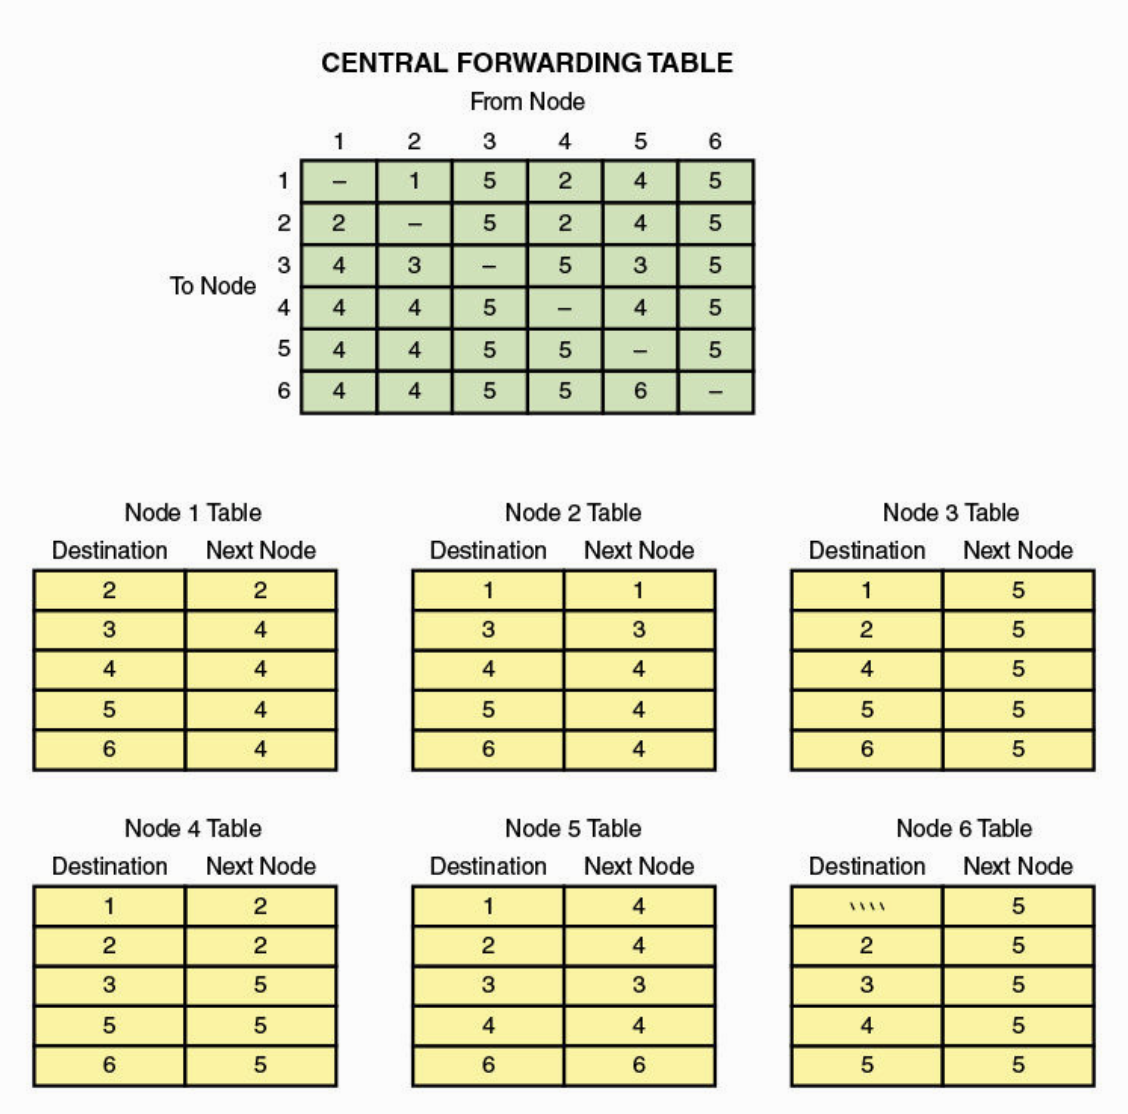 CENTRAL FORWARDING TABLE
From Node
1 2 3 4 5 6
1 – 1 5 2 4 5
2 2 – 5 2 4 5
3 4 3 – 5 3 5
To Node
4 4 4 5 – 4 5
5 4 4 5 5 – 5
6 4 4 5 5 6 –
Node 1 Table
Destination Next Node
2 2
3 4
4 4
5 4
6 4
Node 2 Table
Destination Next Node
1 1
3 3
4 4
5 4
6 4
Node 3 Table
Destination Next Node
1 5
2 5
4 5
5 5
6 5
Node 4 Table
Destination Next Node
1 2
2 2
3 5
5 5
6 5
Node 5 Table
Destination Next Node
1 4
2 4
3 3
4 4
6 6
Node 6 Table
Destination Next Node
5
2 5
3 5
4 5
5 5